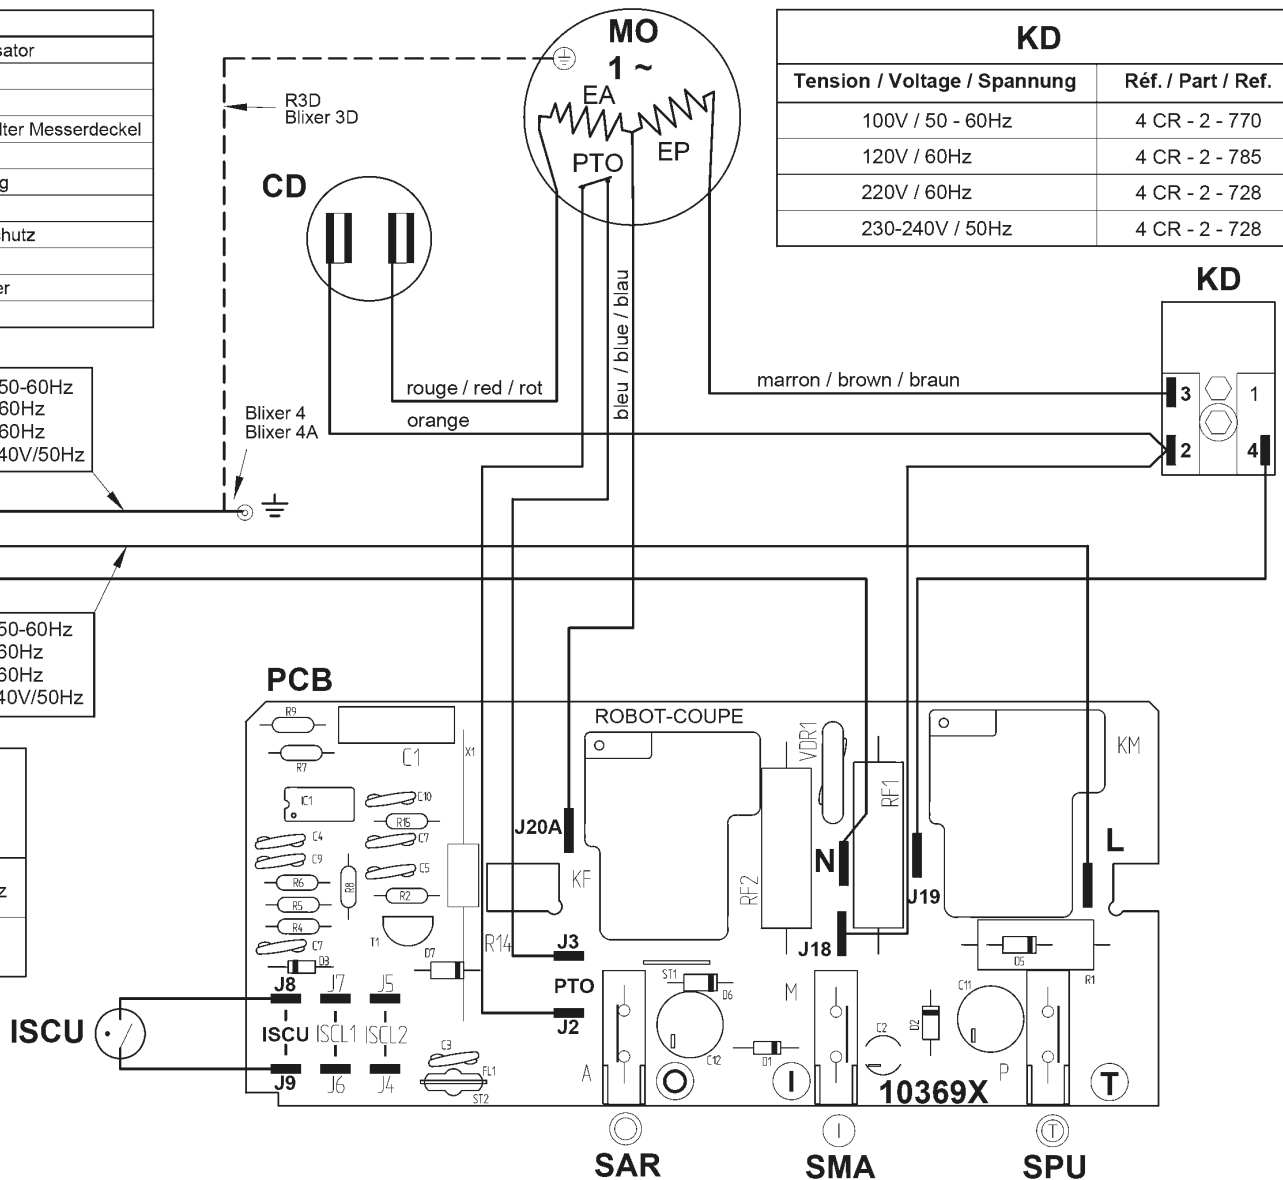 MO
1 ~
EA
EP
PTO
KD
Tension / Voltage / Spannung
Réf. / Part / Ref.
100V / 50 - 60Hz
4 CR - 2 - 770
120V / 60Hz
4 CR - 2 - 785
220V / 60Hz
4 CR - 2 - 728
230-240V / 50Hz
4 CR - 2 - 728
sator
lter Messerdeckel
g
hutz
er
R3D
Blixer 3D
CD
KD
3
1
2
4
bleu / blue / blau
rouge / red / rot
marron / brown / braun
orange
50-60Hz
60Hz
60Hz
40V/50Hz
Blixer 4
Blixer 4A
50-60Hz
60Hz
60Hz
40V/50Hz
z
PCB
ROBOT-COUPE
R9
R7
C1
X1
IC1
C10
R15
C4
C7
C9
C5
R6
R8
R2
R5
R4
T1
C7
D3
D7
R14
J20A
KF
RF2
VDR1
RF1
N
J18
J19
KM
L
J3
PTO
J2
J8
J7
J5
ISCU
ISCU
ISCL1
ISCL2
J9
J6
J4
C3
FL1
ST2
ST1
D6
C12
D1
M
C2
D2
C11
D5
R1
A
O
I
10369X
P
T
I
T
SAR
SMA
SPU